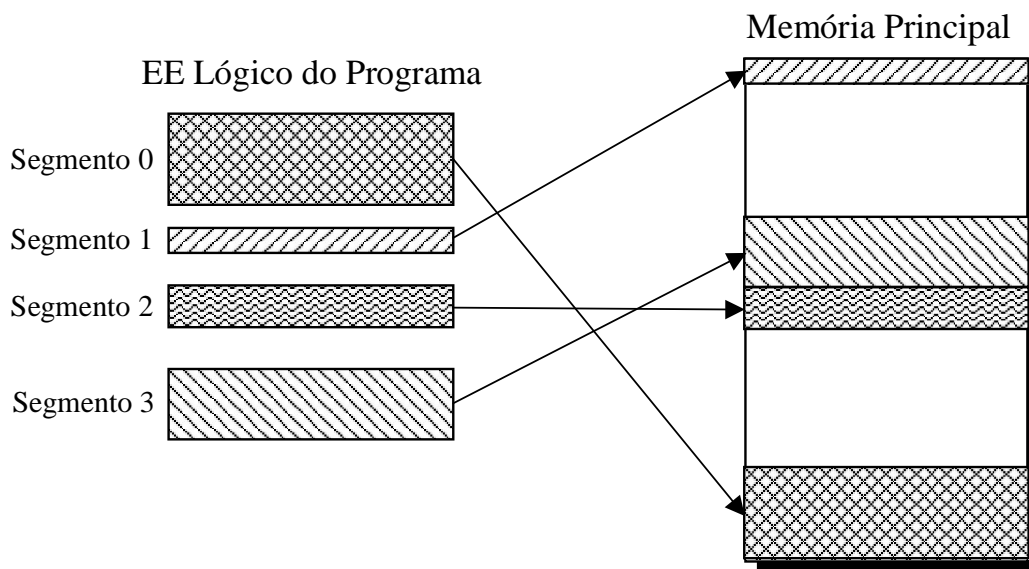 Memória Principal
EE Lógico do Programa
Segmento 0
Segmento 1
Segmento 2
Segmento 3